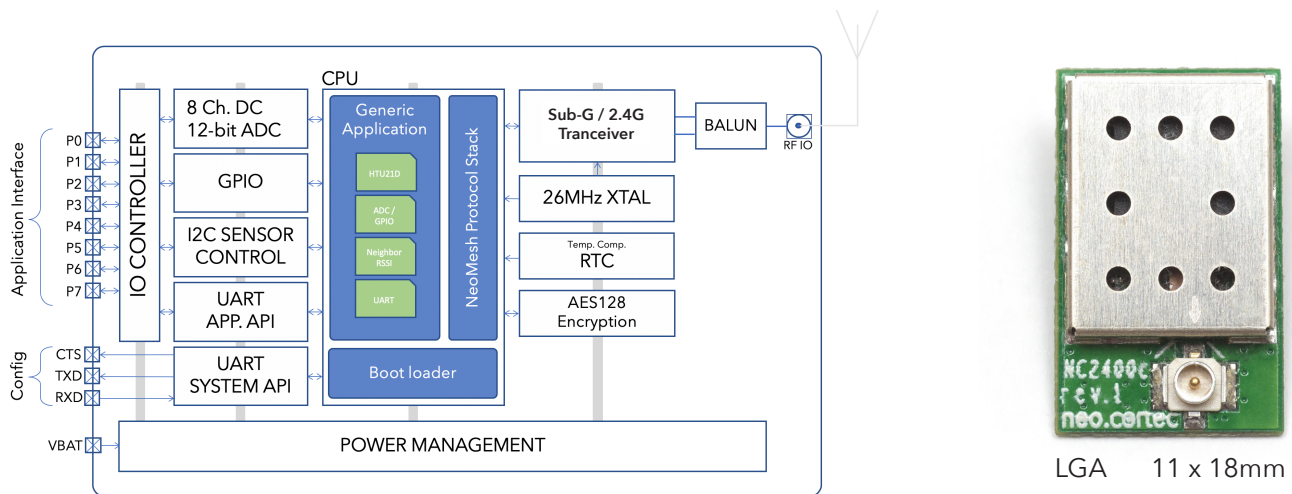 CPU
Application Interface
P0
P1
P2
P3
P4
P5
P6
P7
Config
CTS
TXD
RXD
VBAT
IO CONTROLLER
8 Ch. DC
12-bit ADC
GPIO
I2C SENSOR
CONTROL
UART
APP. API
UART
SYSTEM API
Generic
Application
HTU21D
ADC /
GPIO
Neighbor
RSSI
UART
NeoMesh Protocol Stack
Boot loader
Sub-G / 2.4G
Tranceiver
26MHz XTAL
Temp. Comp.
RTC
AES128
Encryption
BALUN
RF IO
POWER MANAGEMENT
NC2400c
rev.1
neo.cortec
LGA 11 x 18mm